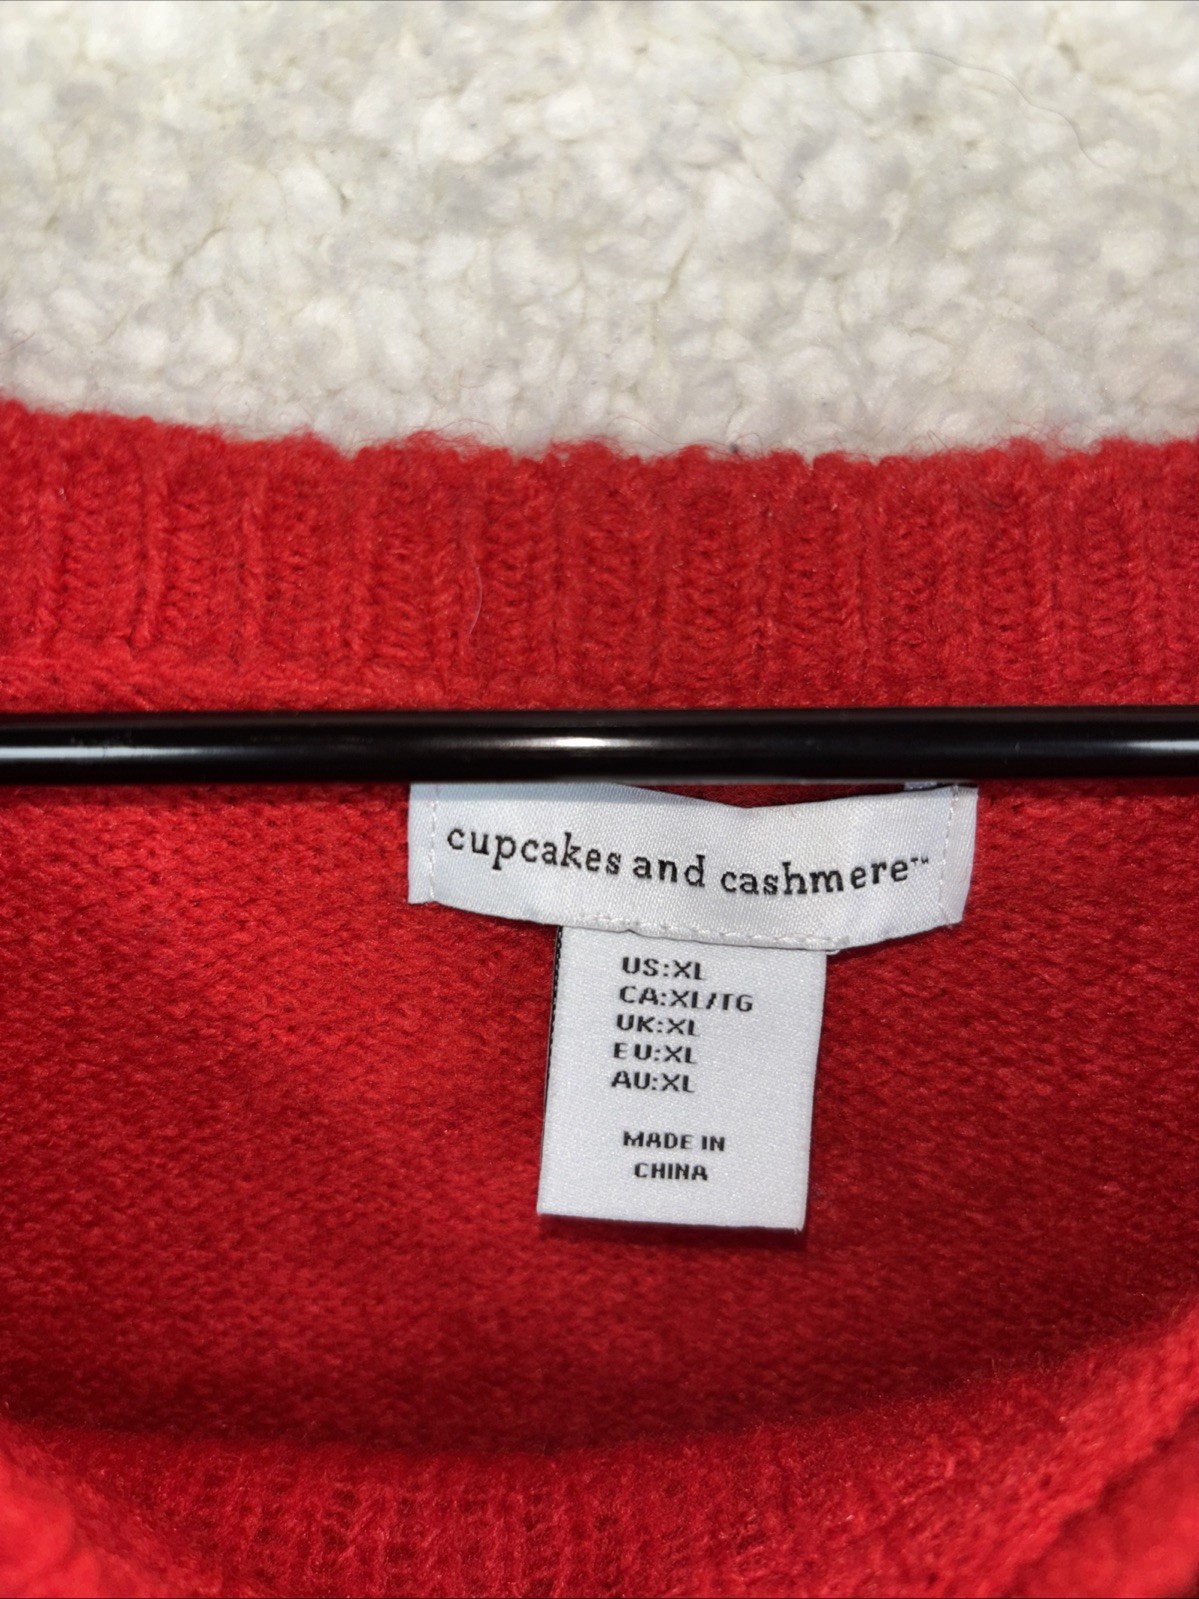 cupcakes and cashmere™
US:XL
CA:XL/TG
UK:XL
EU:XL
AU:XL
MADE IN
CHINA